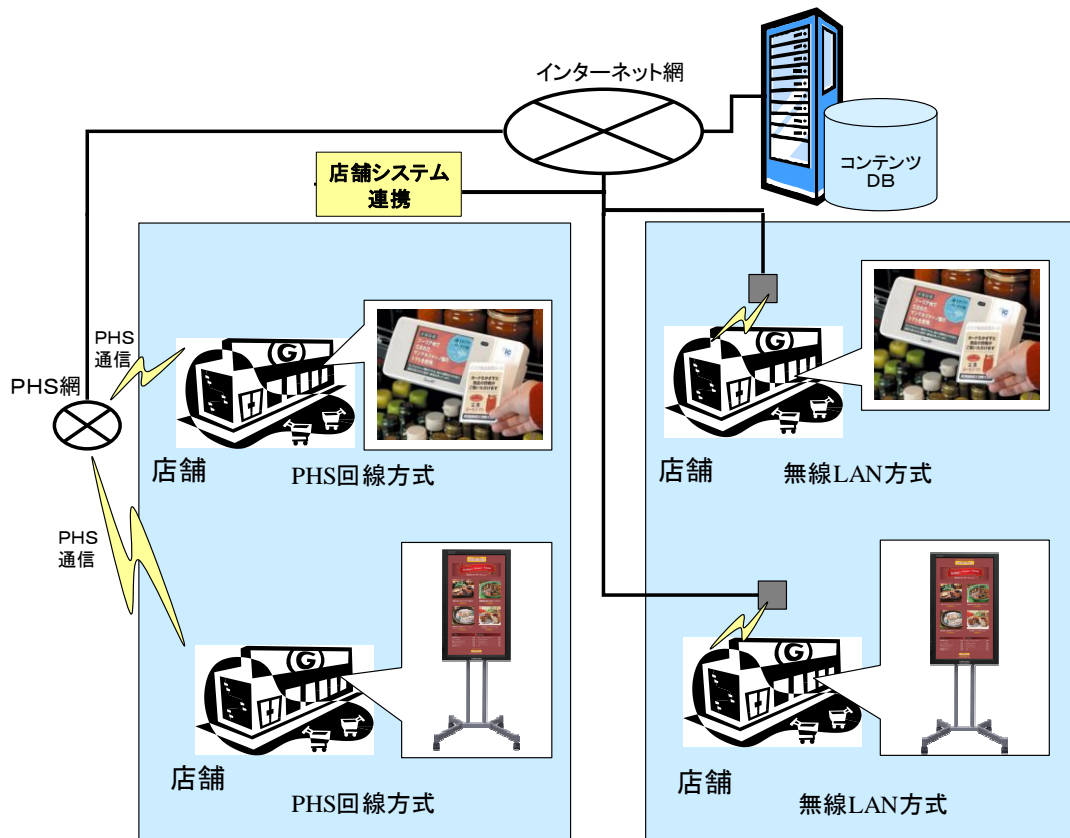 インターネット網
コンテンツ
DB
店舗システム
連携
PHS
通信
PHS網
G
店舗
PHS回線方式
G
店舗
無線LAN方式
PHS
通信
G
店舗
PHS回線方式
G
店舗
無線LAN方式